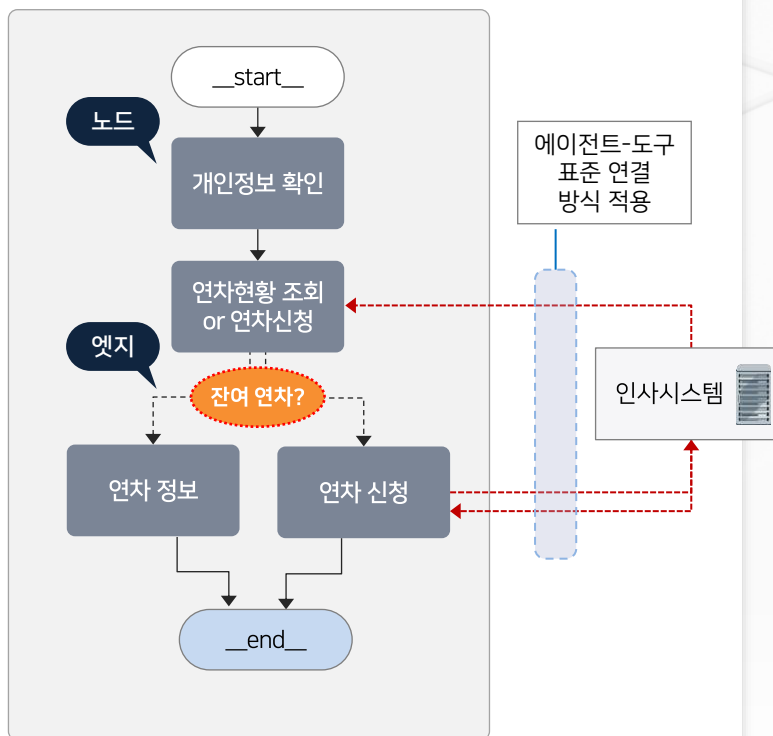 __start__
노드
개인정보 확인
에이전트-도구
표준 연결
방식 적용
연차현황 조회
or 연차신청
엣지
잔여 연차?
인사시스템
연차 정보
연차 신청
__end__